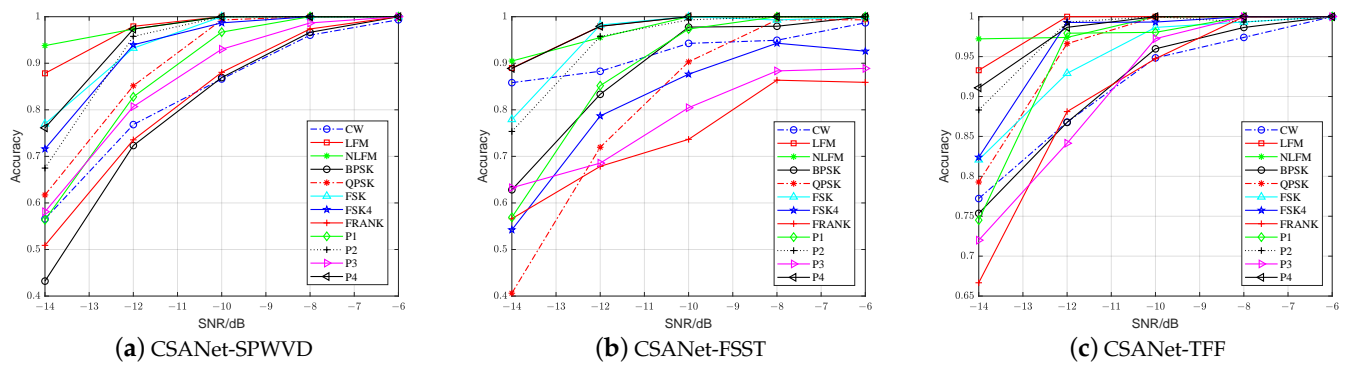 Accuracy
1
0.9
0.8
0.7
0.6
0.5
0.4
CW
LFM
NLFM
BPSK
QPSK
FSK
FSK4
FRANK
P1
P2
P3
P4
−14 −13 −12 −11 −10 −9 −8 −7 −6
SNR/dB
(a) CSANet-SPWVD
Accuracy
1
0.9
0.8
0.7
0.6
0.5
0.4
CW
LFM
NLFM
BPSK
QPSK
FSK
FSK4
FRANK
P1
P2
P3
P4
−14 −13 −12 −11 −10 −9 −8 −7 −6
SNR/dB
(b) CSANet-FSST
Accuracy
1
0.95
0.9
0.85
0.8
0.75
0.7
0.65
CW
LFM
NLFM
BPSK
QPSK
FSK
FSK4
FRANK
P1
P2
P3
P4
−14 −13 −12 −11 −10 −9 −8 −7 −6
SNR/dB
(c) CSANet-TFF